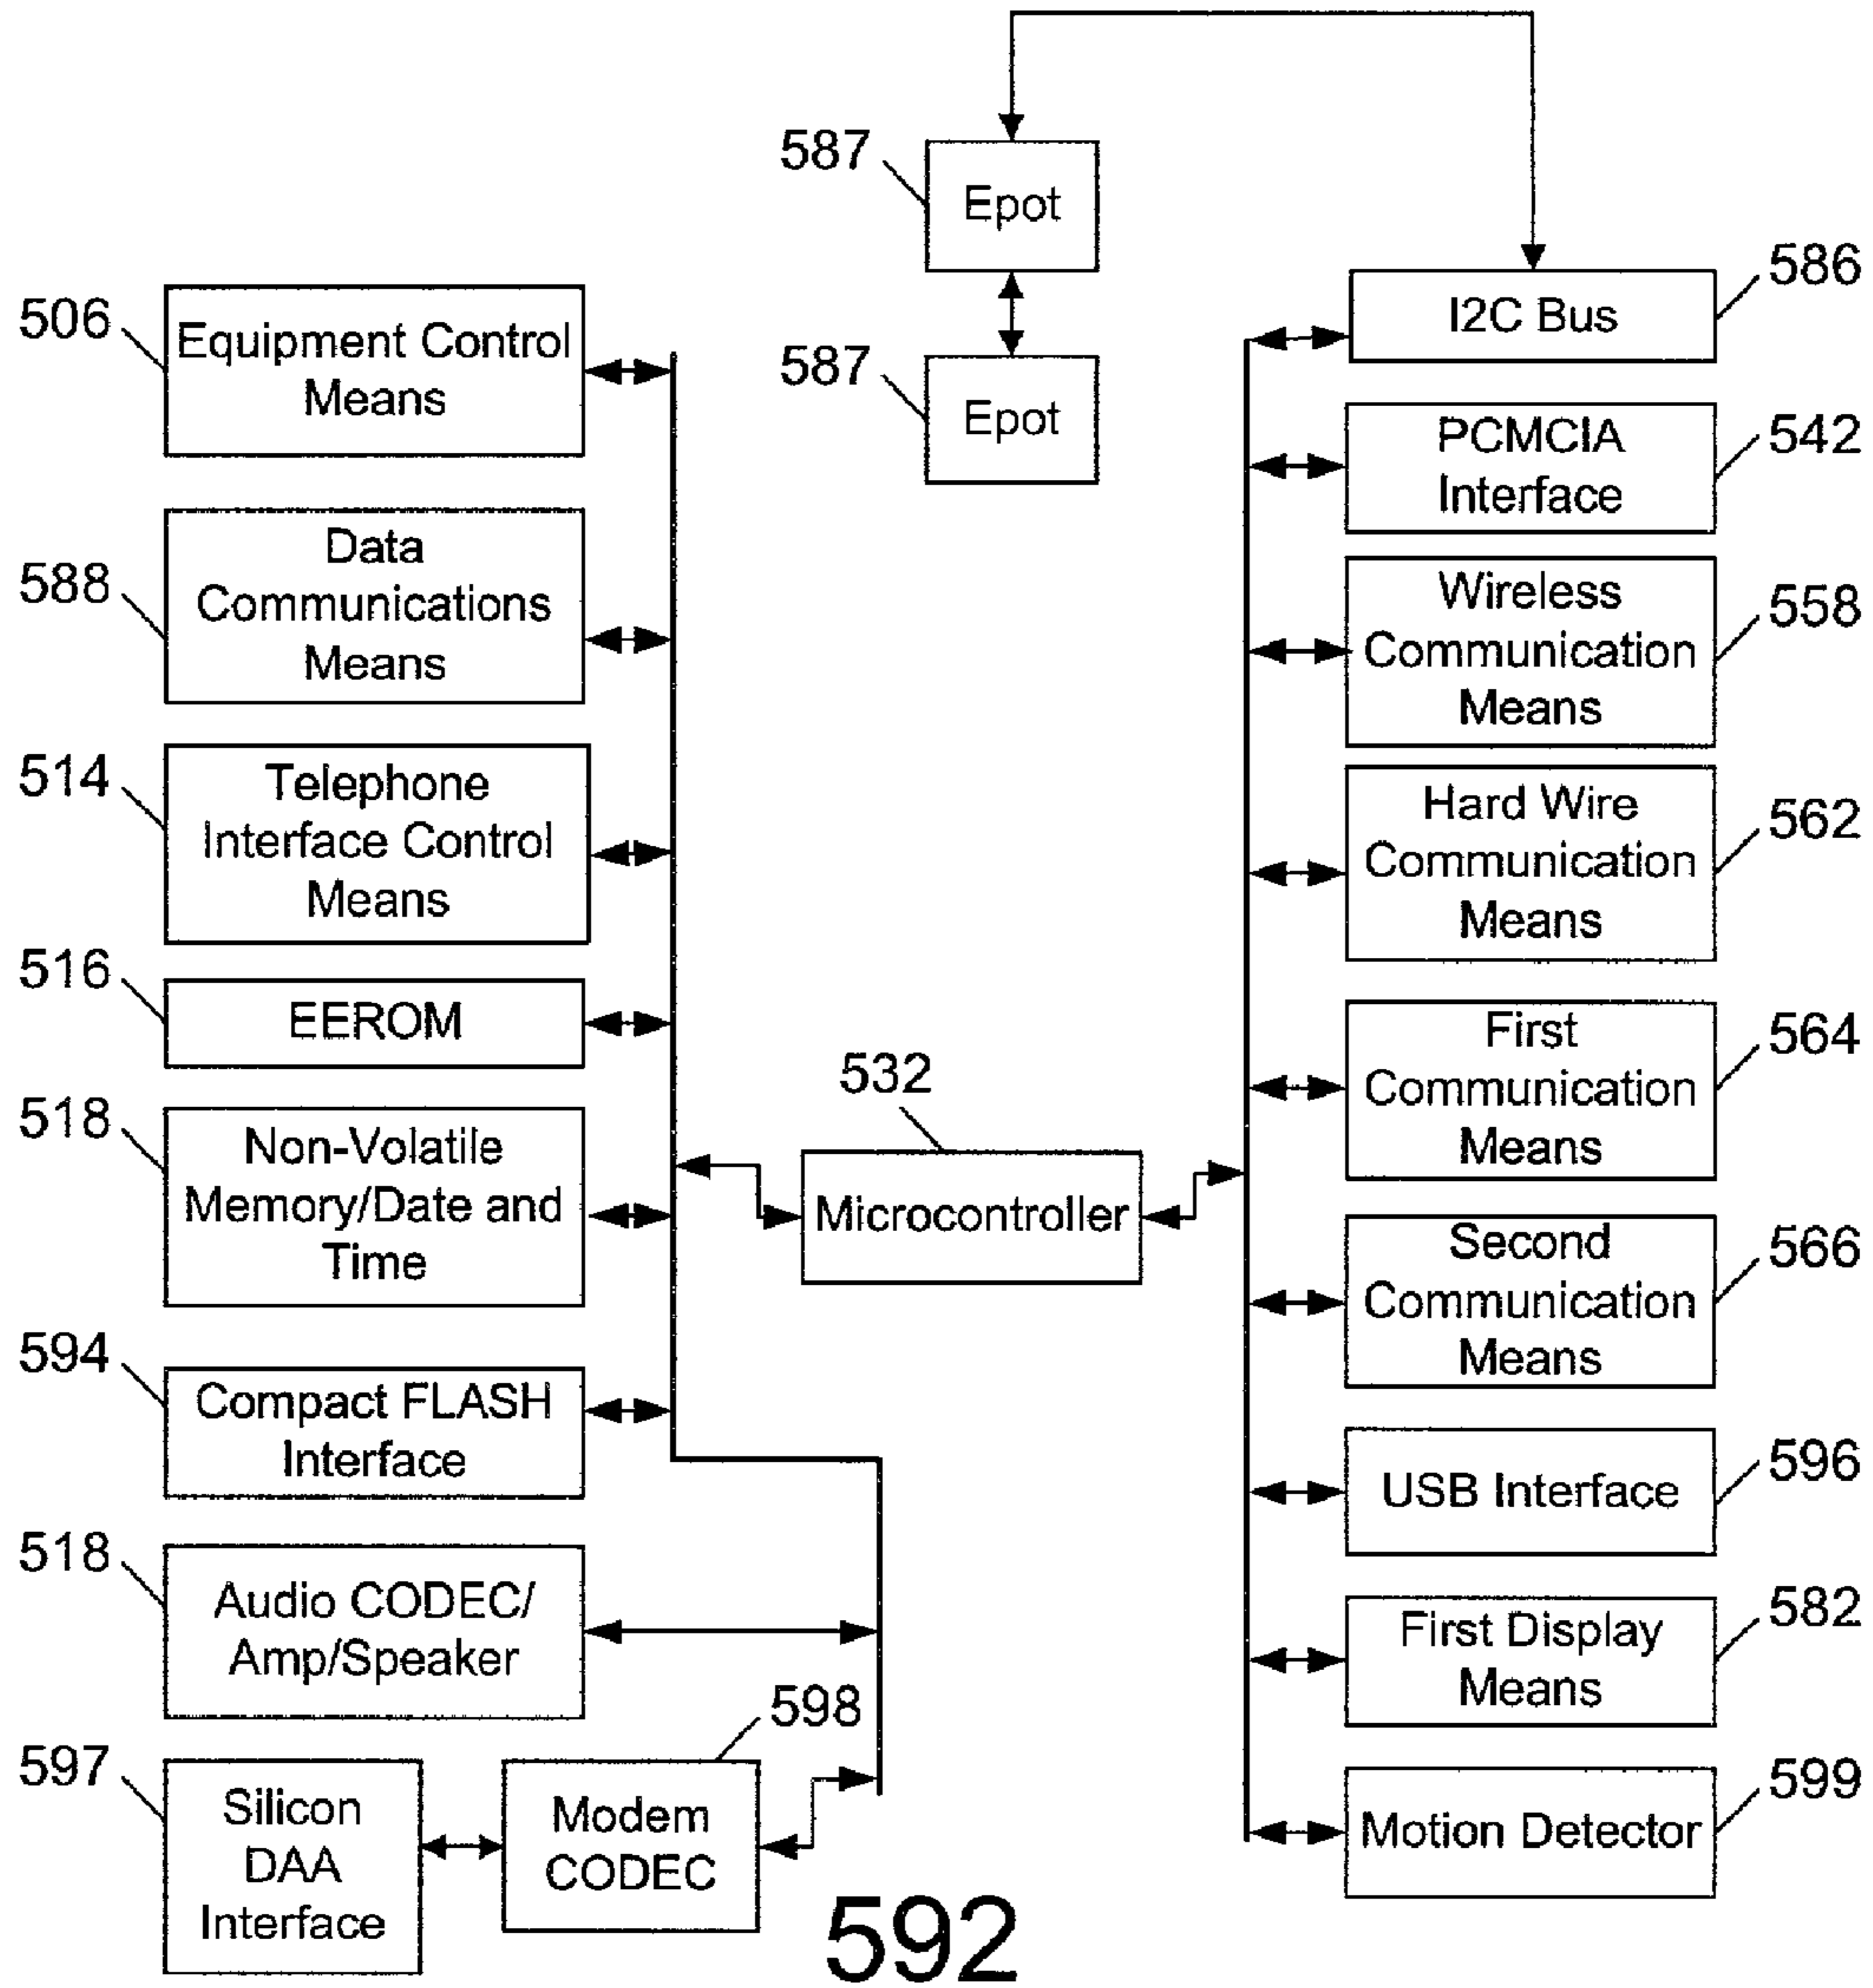 587
Epot
587
Epot
506
Equipment Control
Means
588
Data
Communications
Means
514
Telephone
Interface Control
Means
516
EEROM
518
Non-Volatile
Memory/Date and
Time
594
Compact FLASH
Interface
518
Audio CODEC/
Amp/Speaker
597
Silicon
DAA
Interface
598
Modem
CODEC
532
Microcontroller
586
I2C Bus
542
PCMCIA
Interface
558
Wireless
Communication
Means
562
Hard Wire
Communication
Means
564
First
Communication
Means
566
Second
Communication
Means
596
USB Interface
582
First Display
Means
599
Motion Detector
592